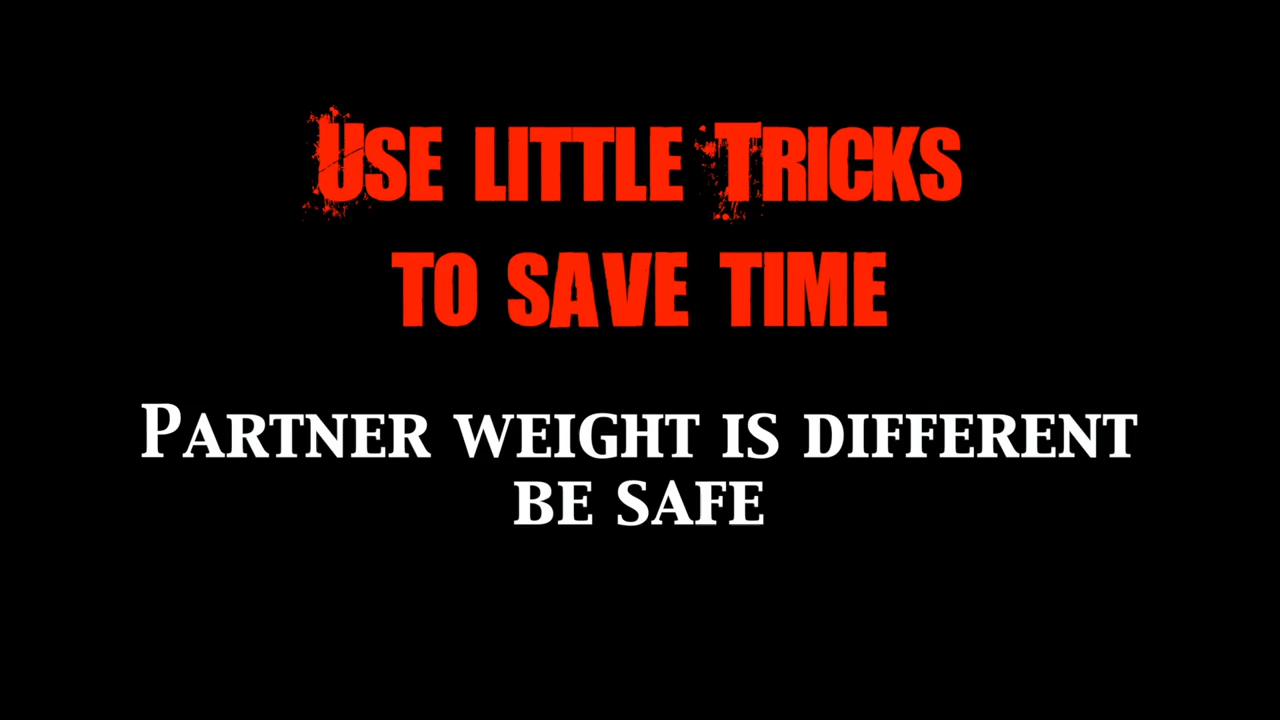 Use little Tricks
to save time
Partner weight is different
be safe